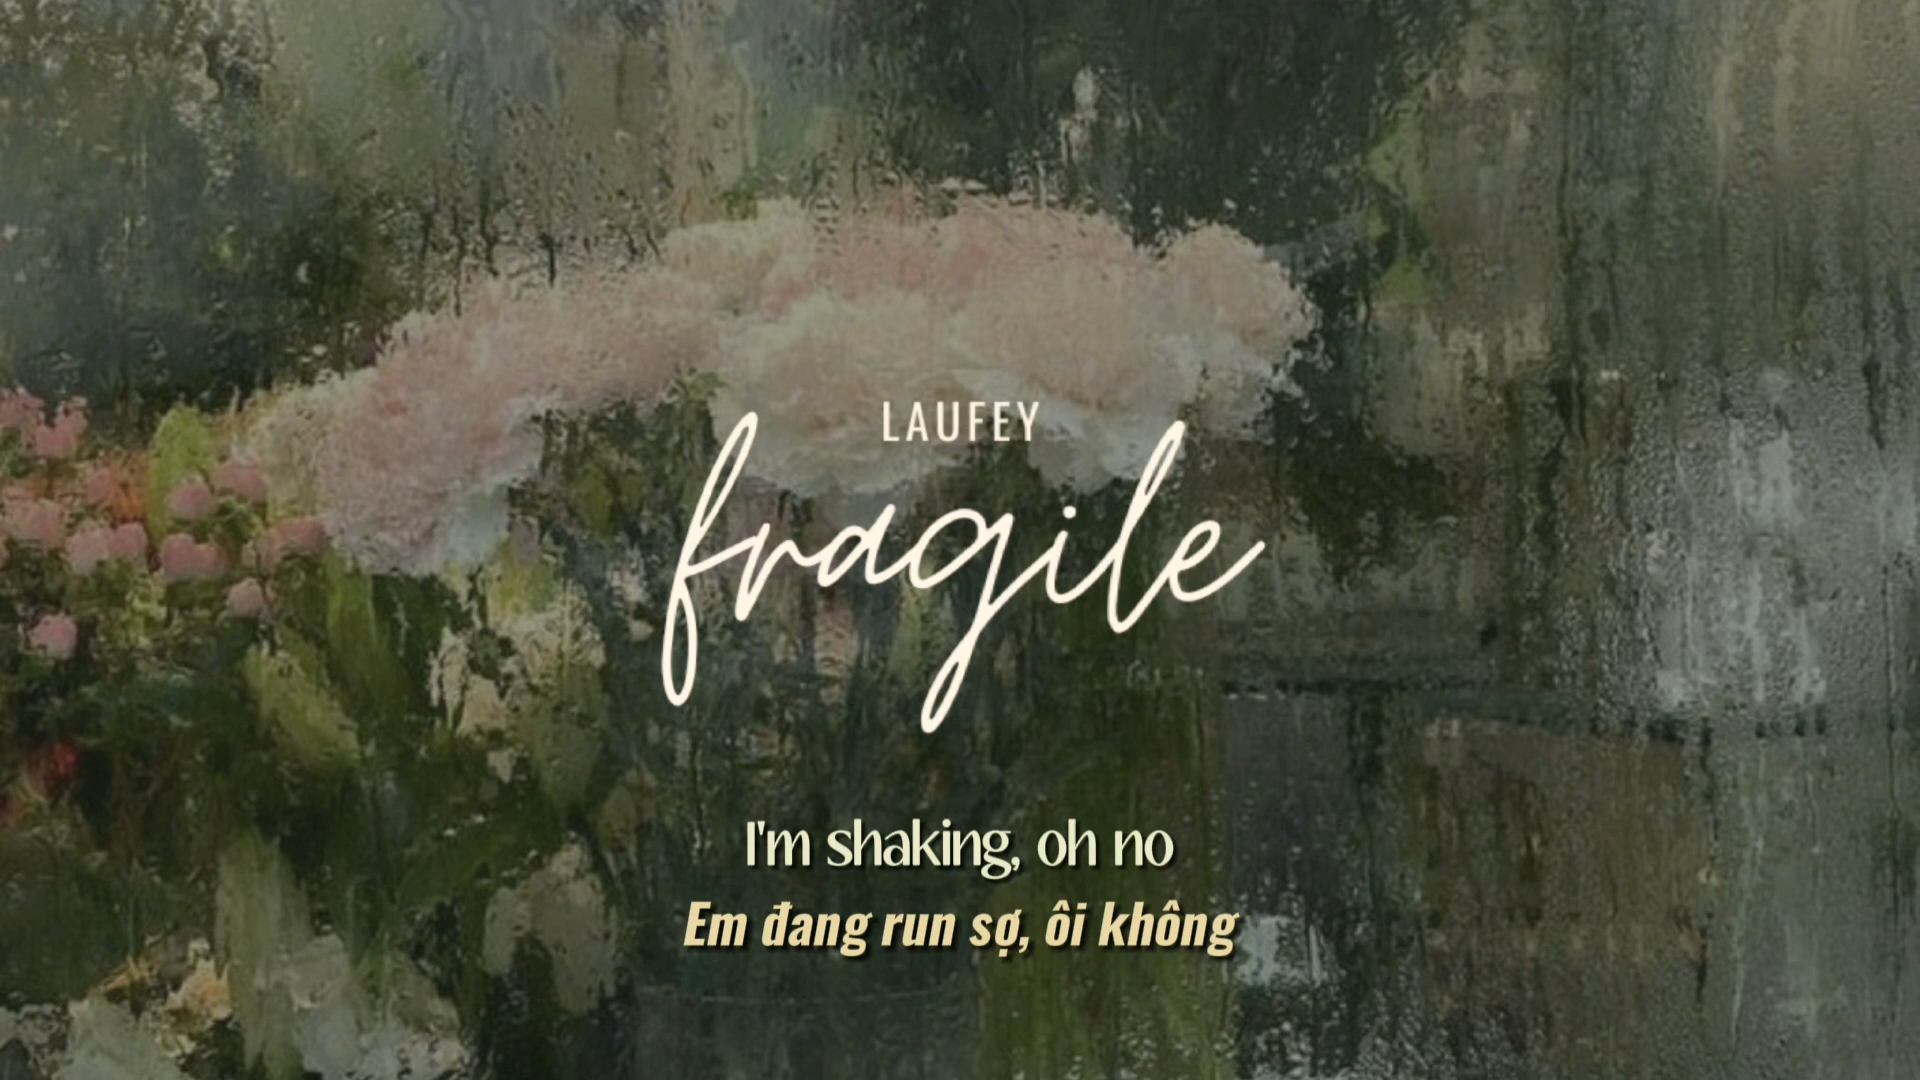 LAUFEY
fragile
I'm shaking, oh no
Em đang run sợ, ôi không